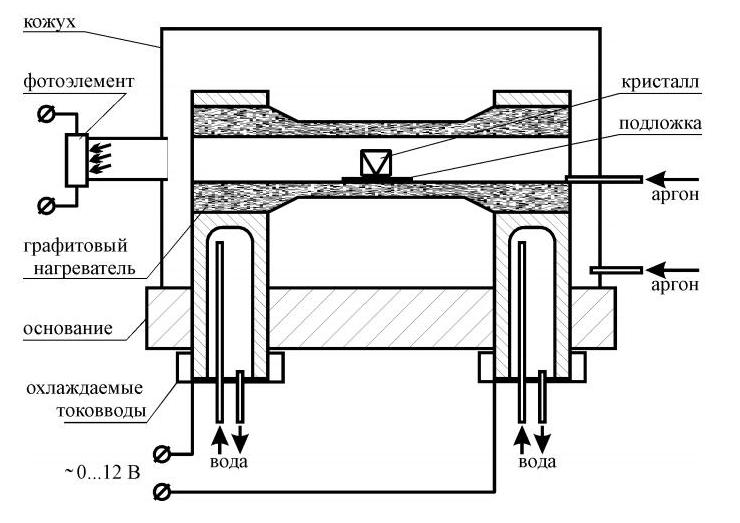 кожух
фотоэлемент
кристалл
подложка
аргон
графитовый
нагреватель
аргон
основание
охлаждаемые
токовводы
вода
вода
~0...12 В